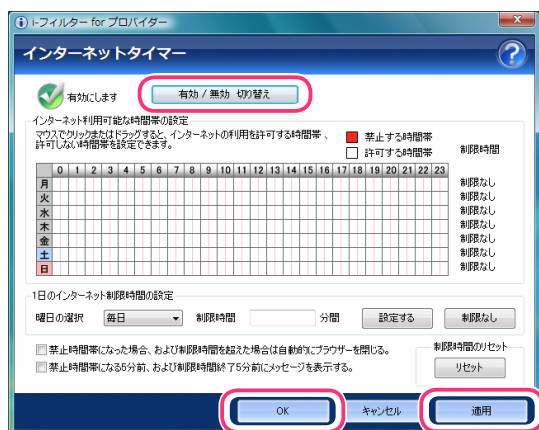 i-フィルター for プロバイダー
インターネットタイマー
有効にします
有効 / 無効 切り替え
インターネット利用可能な時間帯の設定
マウスでクリックまたはドラッグすると、インターネットの利用を許可する時間帯、
許可しない時間帯を設定できます。
禁止する時間帯
許可する時間帯
制限時間
0 1 2 3 4 5 6 7 8 9 10 11 12 13 14 15 16 17 18 19 20 21 22 23
月 制限なし
火 制限なし
水 制限なし
木 制限なし
金 制限なし
土 制限なし
日 制限なし
1日のインターネット制限時間の設定
曜日の選択 毎日 制限時間 分間 設定する 制限なし
禁止時間帯になった場合、および制限時間を超えた場合は自動的にブラウザーを閉じる。
禁止時間帯になる5分前、および制限時間終了5分前にメッセージを表示する。
制限時間のリセット
リセット
OK キャンセル 適用